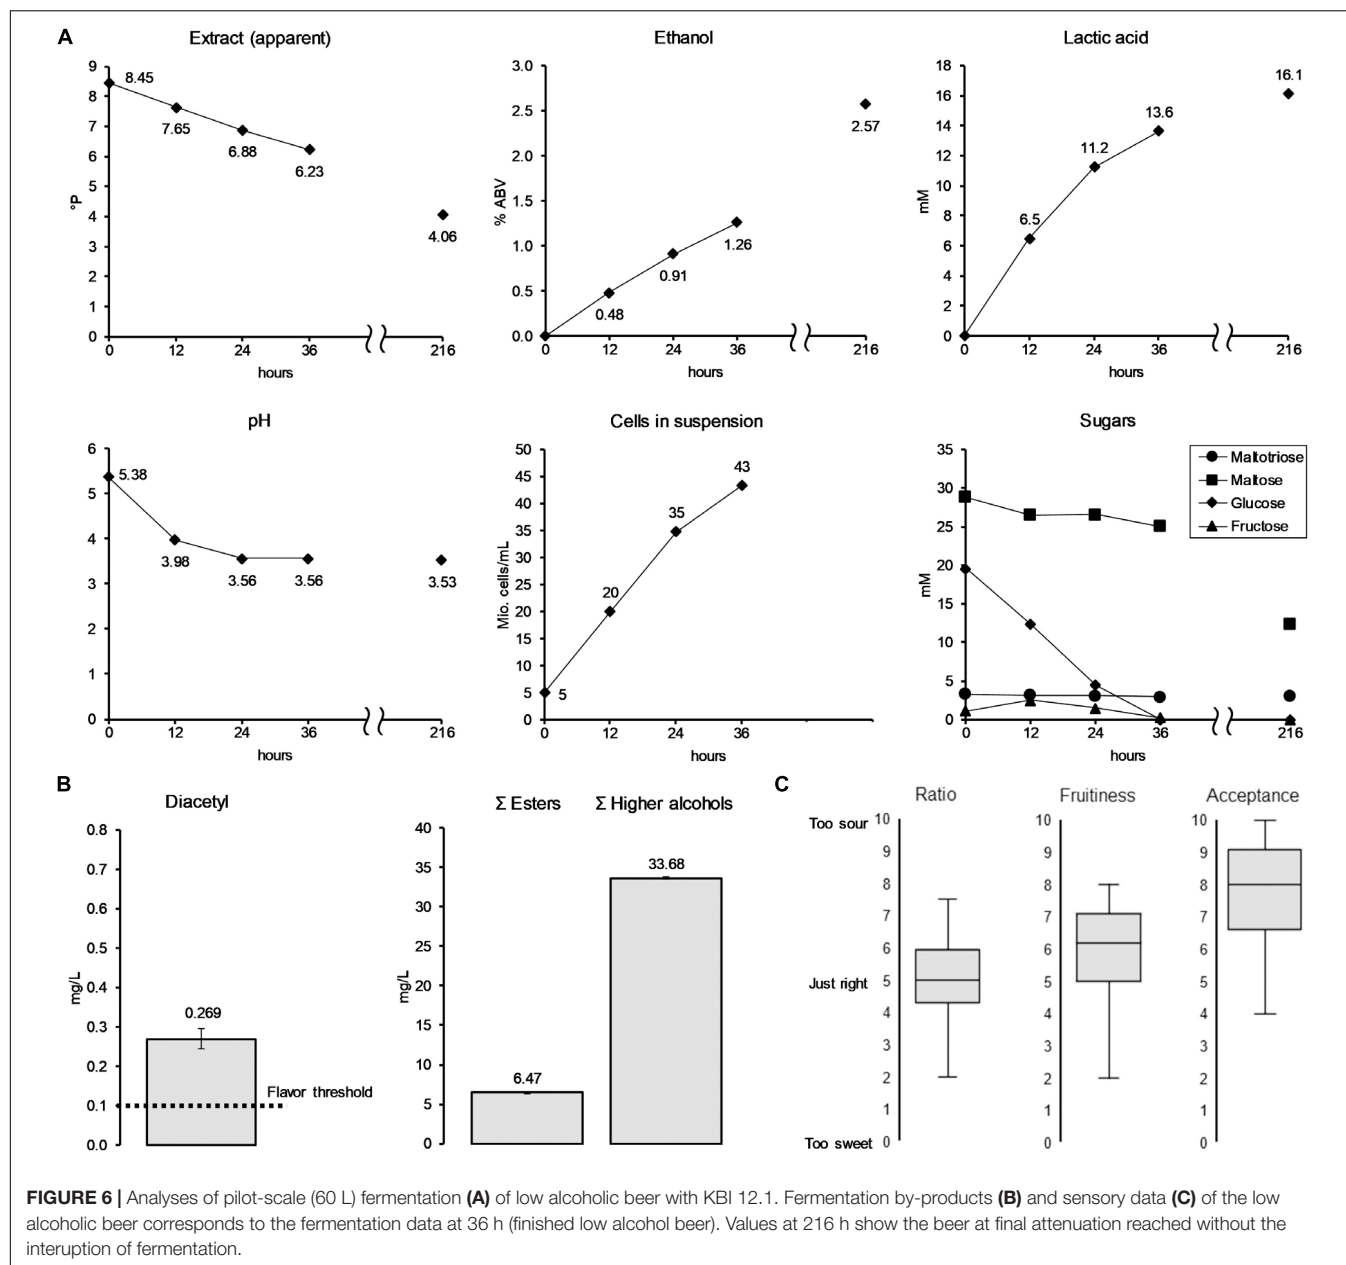 A
Extract (apparent)
9
8
7
6
5
4
3
2
1
0
°P
8.45
7.65
6.88
6.23
4.06
0 12 24 36 216
hours
Ethanol
3.0
2.5
2.0
1.5
1.0
0.5
0.0
% ABV
0.48
0.91
1.26
2.57
0 12 24 36 216
hours
Lactic acid
18
16
14
12
10
8
6
4
2
0
mM
6.5
11.2
13.6
16.1
0 12 24 36 216
hours
pH
6
5
4
3
2
1
0
5.38
3.98
3.56
3.56
3.53
0 12 24 36 216
hours
Cells in suspension
50
45
40
35
30
25
20
15
10
5
0
Mio. cells/mL
5
20
35
43
0 12 24 36
hours
Sugars
35
30
25
20
15
10
5
0
mM
Maltotriose
Maltose
Glucose
Fructose
0 12 24 36 216
hours
B
Diacetyl
0.8
0.7
0.6
0.5
0.4
0.3
0.2
0.1
0.0
mg/L
0.269
Flavor threshold
Σ Esters Σ Higher alcohols
40
35
30
25
20
15
10
5
0
mg/L
6.47
33.68
C
Ratio
Too sour
Just right
Too sweet
10
9
8
7
6
5
4
3
2
1
0
Fruitiness
10
9
8
7
6
5
4
3
2
1
0
Acceptance
10
9
8
7
6
5
4
3
2
1
0
FIGURE 6 | Analyses of pilot-scale (60 L) fermentation (A) of low alcoholic beer with KBI 12.1. Fermentation by-products (B) and sensory data (C) of the low
alcoholic beer corresponds to the fermentation data at 36 h (finished low alcohol beer). Values at 216 h show the beer at final attenuation reached without the
interuption of fermentation.